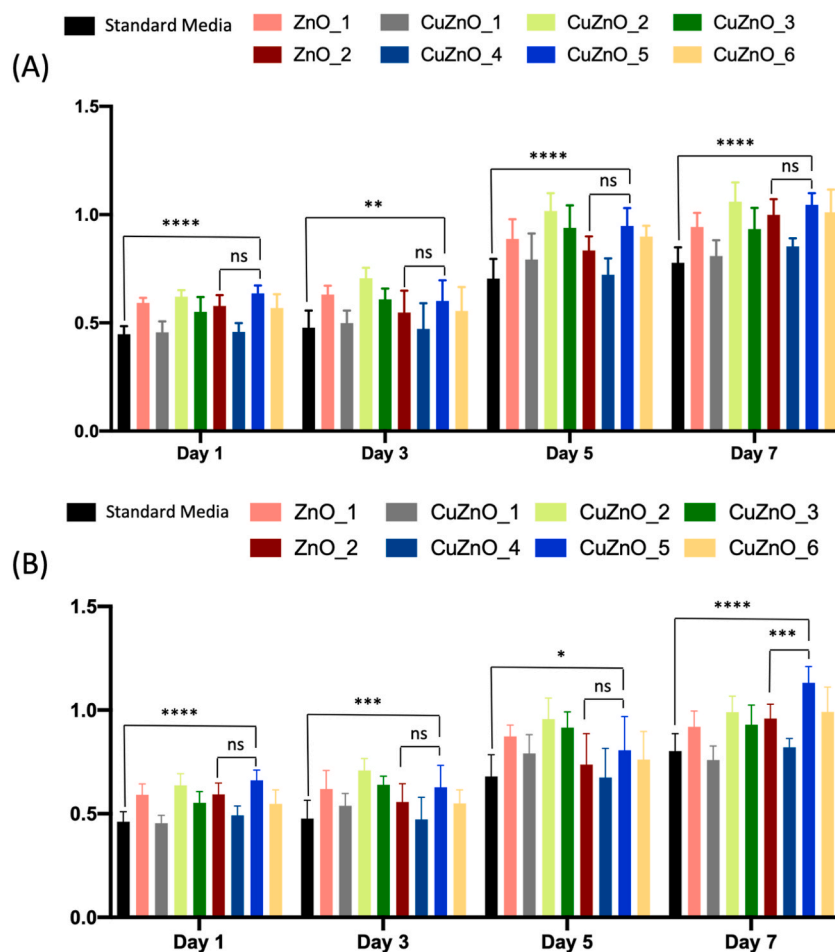 Standard Media ZnO_1 CuZnO_1 CuZnO_2 CuZnO_3
ZnO_2 CuZnO_4 CuZnO_5 CuZnO_6
(A)
1.5
**** ** **** ****
ns ns ns ns
1.0
0.5
0.0
Day 1 Day 3 Day 5 Day 7
Standard Media ZnO_1 CuZnO_1 CuZnO_2 CuZnO_3
ZnO_2 CuZnO_4 CuZnO_5 CuZnO_6
(B)
1.5
**** *** * ****
ns ns ns ***
1.0
0.5
0.0
Day 1 Day 3 Day 5 Day 7